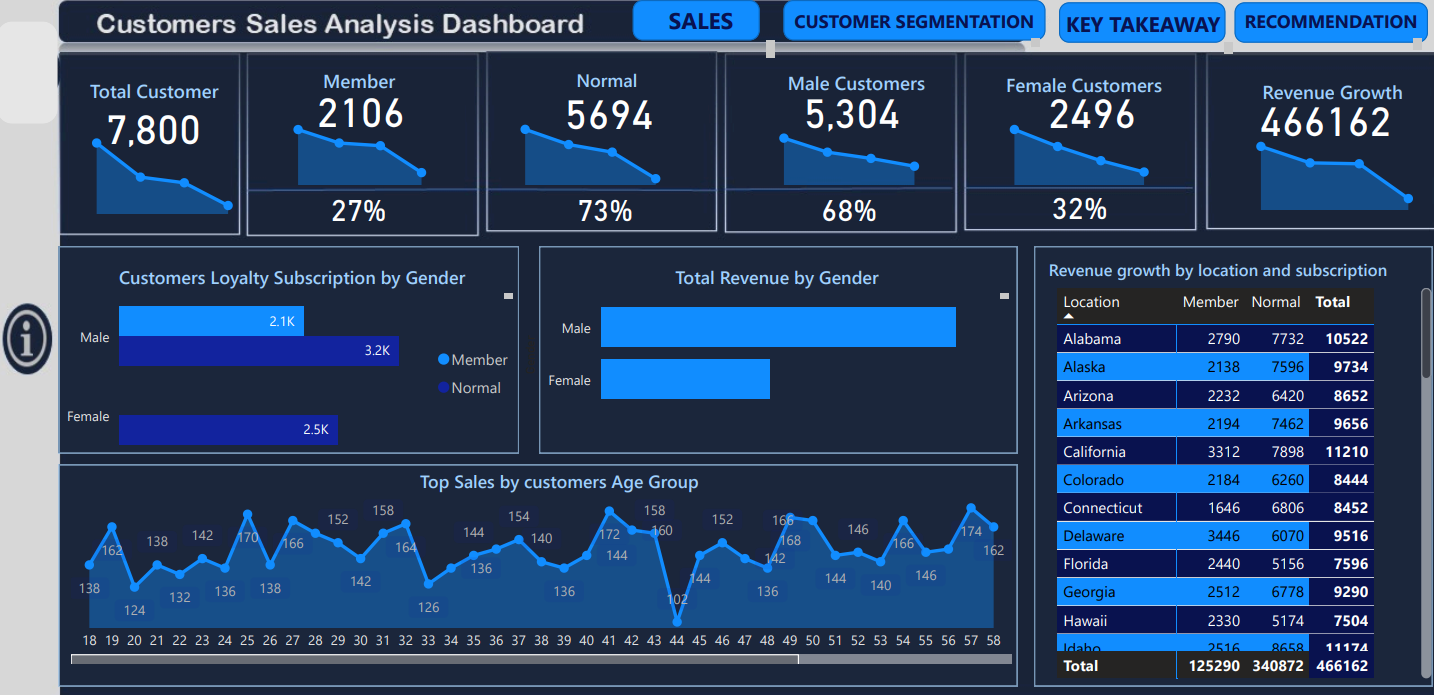 Customers Sales Analysis Dashboard
SALES
CUSTOMER SEGMENTATION
KEY TAKEAWAY
RECOMMENDATION
Total Customer
7,800
Member
2106
27%
Normal
5694
73%
Male Customers
5,304
68%
Female Customers
2496
32%
Revenue Growth
466162
Customers Loyalty Subscription by Gender
Male
2.1K
3.2K
Female
2.5K
Member
Normal
Total Revenue by Gender
Male
Female
Revenue growth by location and subscription
Location Member Normal Total
Alabama 2790 7732 10522
Alaska 2138 7596 9734
Arizona 2232 6420 8652
Arkansas 2194 7462 9656
California 3312 7898 11210
Colorado 2184 6260 8444
Connecticut 1646 6806 8452
Delaware 3446 6070 9516
Florida 2440 5156 7596
Georgia 2512 6778 9290
Hawaii 2330 5174 7504
Idaho 2516 8658 11174
Total 125290 340872 466162
Top Sales by customers Age Group
138 162 124 138 132 142 136 170 138 166 152 142 158 164 126 144 136 154 140 136 172 144 158 160 102 144 152 136 142 166 168 144 146 140 166 146 174 162
18 19 20 21 22 23 24 25 26 27 28 29 30 31 32 33 34 35 36 37 38 39 40 41 42 43 44 45 46 47 48 49 50 51 52 53 54 55 56 57 58